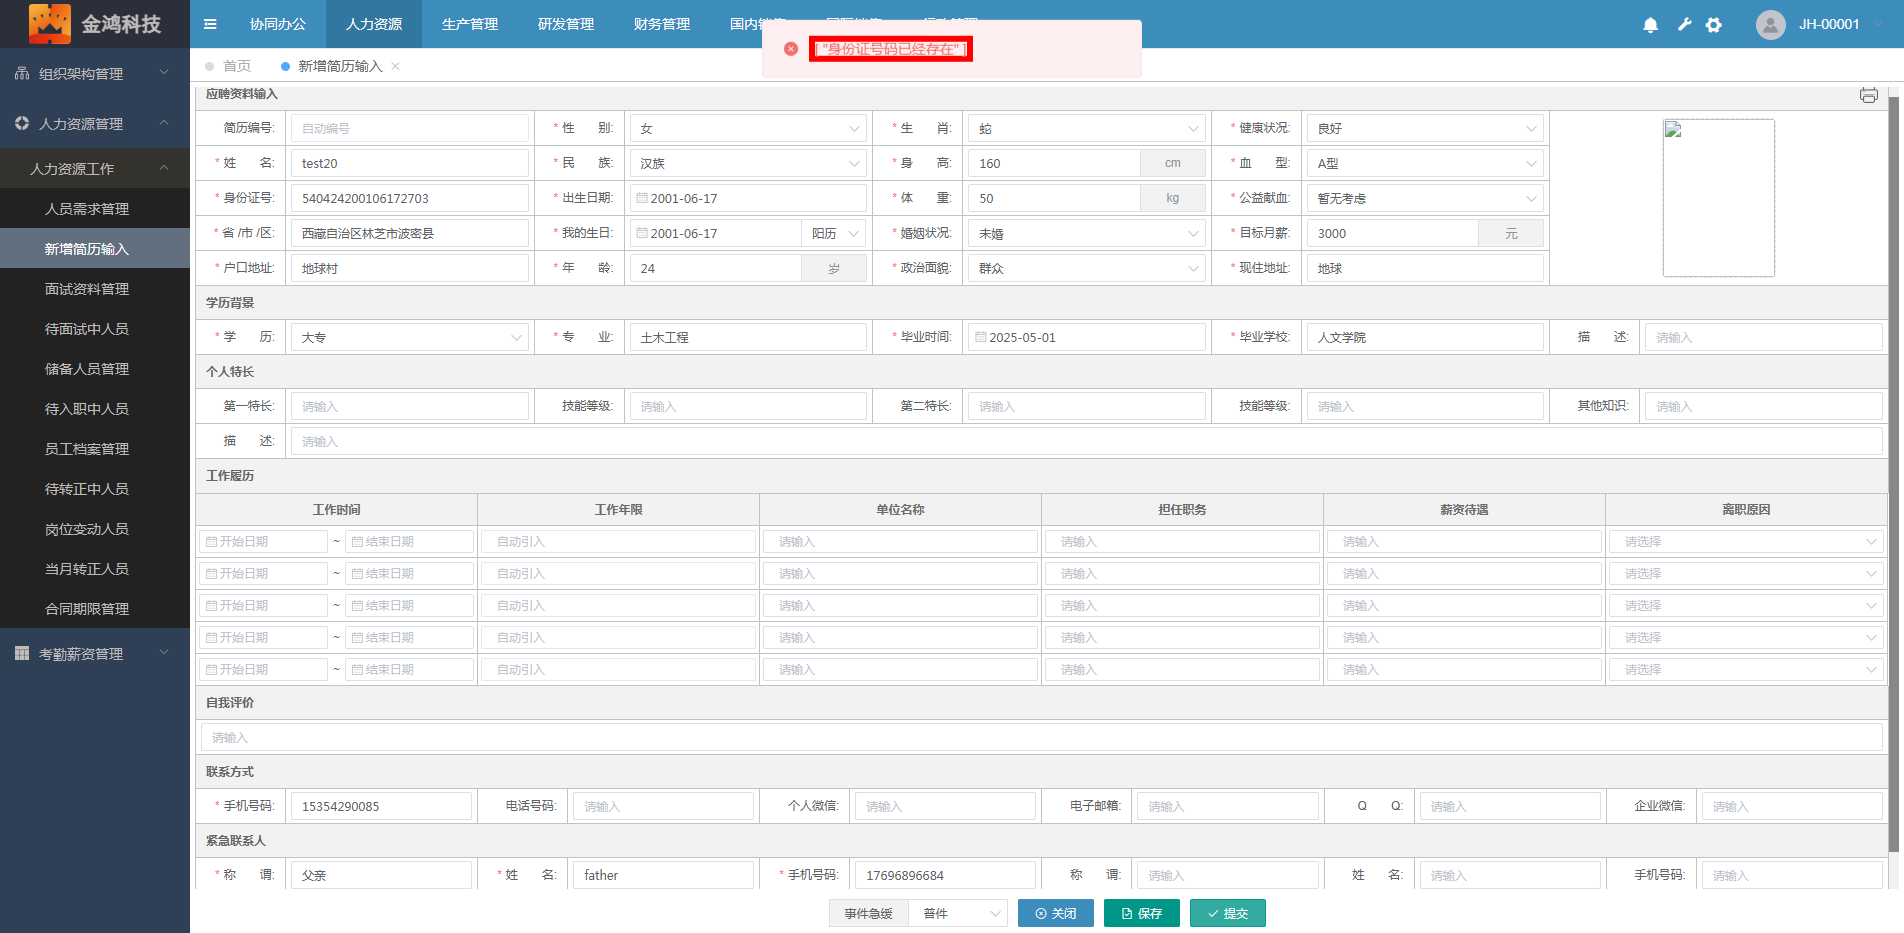 金鸿科技
协同办公 人力资源 生产管理 研发管理 财务管理 JH-00001
[ "身份证号码已经存在" ]
首页 新增简历输入
组织架构管理
人力资源管理
人力资源工作
人员需求管理
新增简历输入
面试资料管理
待面试中人员
储备人员管理
待入职中人员
员工档案管理
待转正中人员
岗位变动人员
当月转正人员
合同期限管理
考勤薪资管理
应聘资料输入
简历编号: 自动编号 * 性 别: 女 * 生 肖: 蛇 * 健康状况: 良好
* 姓 名: test20 * 民 族: 汉族 * 身 高: 160 cm * 血 型: A型
* 身份证号: 540424200106172703 * 出生日期: 2001-06-17 * 体 重: 50 kg * 公益献血: 暂无考虑
* 省 /市 /区: 西藏自治区林芝市波密县 * 我的生日: 2001-06-17 阳历 * 婚姻状况: 未婚 * 目标月薪: 3000 元
* 户口地址: 地球村 * 年 龄: 24 岁 * 政治面貌: 群众 * 现住地址: 地球
学历背景
* 学 历: 大专 * 专 业: 土木工程 * 毕业时间: 2025-05-01 * 毕业学校: 人文学院 描 述: 请输入
个人特长
第一特长: 请输入 技能等级: 请输入 第二特长: 请输入 技能等级: 请输入 其他知识: 请输入
描 述: 请输入
工作履历
工作时间 工作年限 单位名称 担任职务 薪资待遇 离职原因
开始日期 ~ 结束日期 自动引入 请输入 请输入 请输入 请选择
开始日期 ~ 结束日期 自动引入 请输入 请输入 请输入 请选择
开始日期 ~ 结束日期 自动引入 请输入 请输入 请输入 请选择
开始日期 ~ 结束日期 自动引入 请输入 请输入 请输入 请选择
开始日期 ~ 结束日期 自动引入 请输入 请输入 请输入 请选择
自我评价
请输入
联系方式
* 手机号码: 15354290085 电话号码: 请输入 个人微信: 请输入 电子邮箱: 请输入 Q Q: 请输入 企业微信: 请输入
紧急联系人
* 称 谓: 父亲 * 姓 名: father * 手机号码: 17696896684 称 谓: 请输入 姓 名: 请输入 手机号码: 请输入
事件急缓 普件 关闭 保存 提交